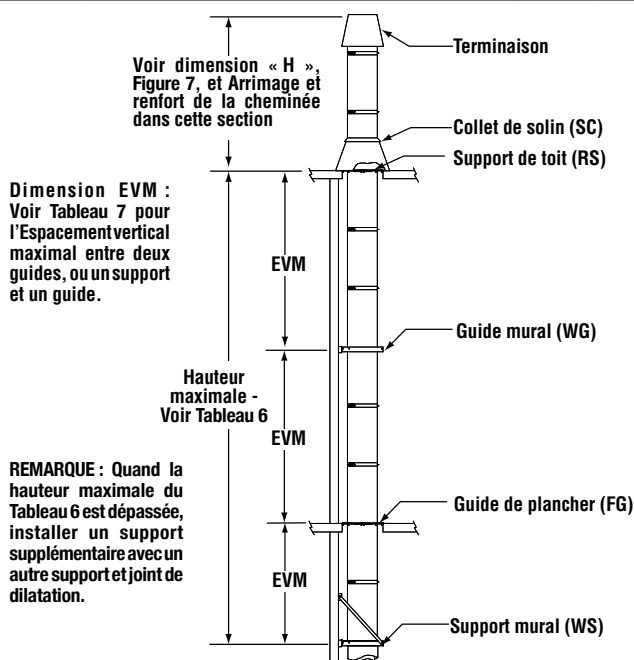 Voir dimension « H »,
Figure 7, et Arrimage et
renfort de la cheminée
dans cette section
Terminaison
Collet de solin (SC)
Support de toit (RS)
Dimension EVM :
Voir Tableau 7 pour
l'Espacement vertical
maximal entre deux
guides, ou un support
et un guide.
EVM
Guide mural (WG)
Hauteur
maximale -
Voir Tableau 6
EVM
REMARQUE : Quand la
hauteur maximale du
Tableau 6 est dépassée,
installer un support
supplémentaire avec un
autre support et joint de
dilatation.
Guide de plancher (FG)
EVM
Support mural (WS)